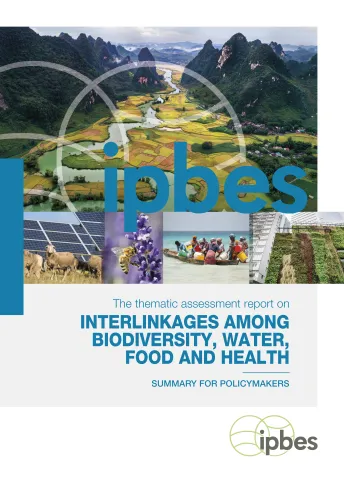 ipbes
The thematic assessment report on
INTERLINKAGES AMONG
BIODIVERSITY, WATER,
FOOD AND HEALTH
SUMMARY FOR POLICYMAKERS
ipbes